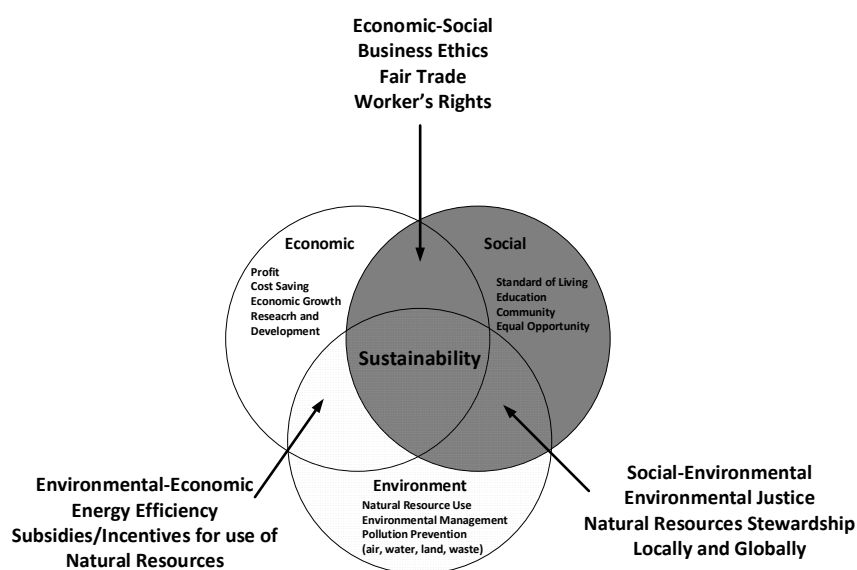 Economic-Social
Business Ethics
Fair Trade
Worker's Rights
Economic
Profit
Cost Saving
Economic Growth
Reseacrh and
Development
Social
Standard of Living
Education
Community
Equal Opportunity
Sustainability
Environmental-Economic
Energy Efficiency
Subsidies/Incentives for use of
Natural Resources
Environment
Natural Resource Use
Environmental Management
Pollution Prevention
(air, water, land, waste)
Social-Environmental
Environmental Justice
Natural Resources Stewardship
Locally and Globally